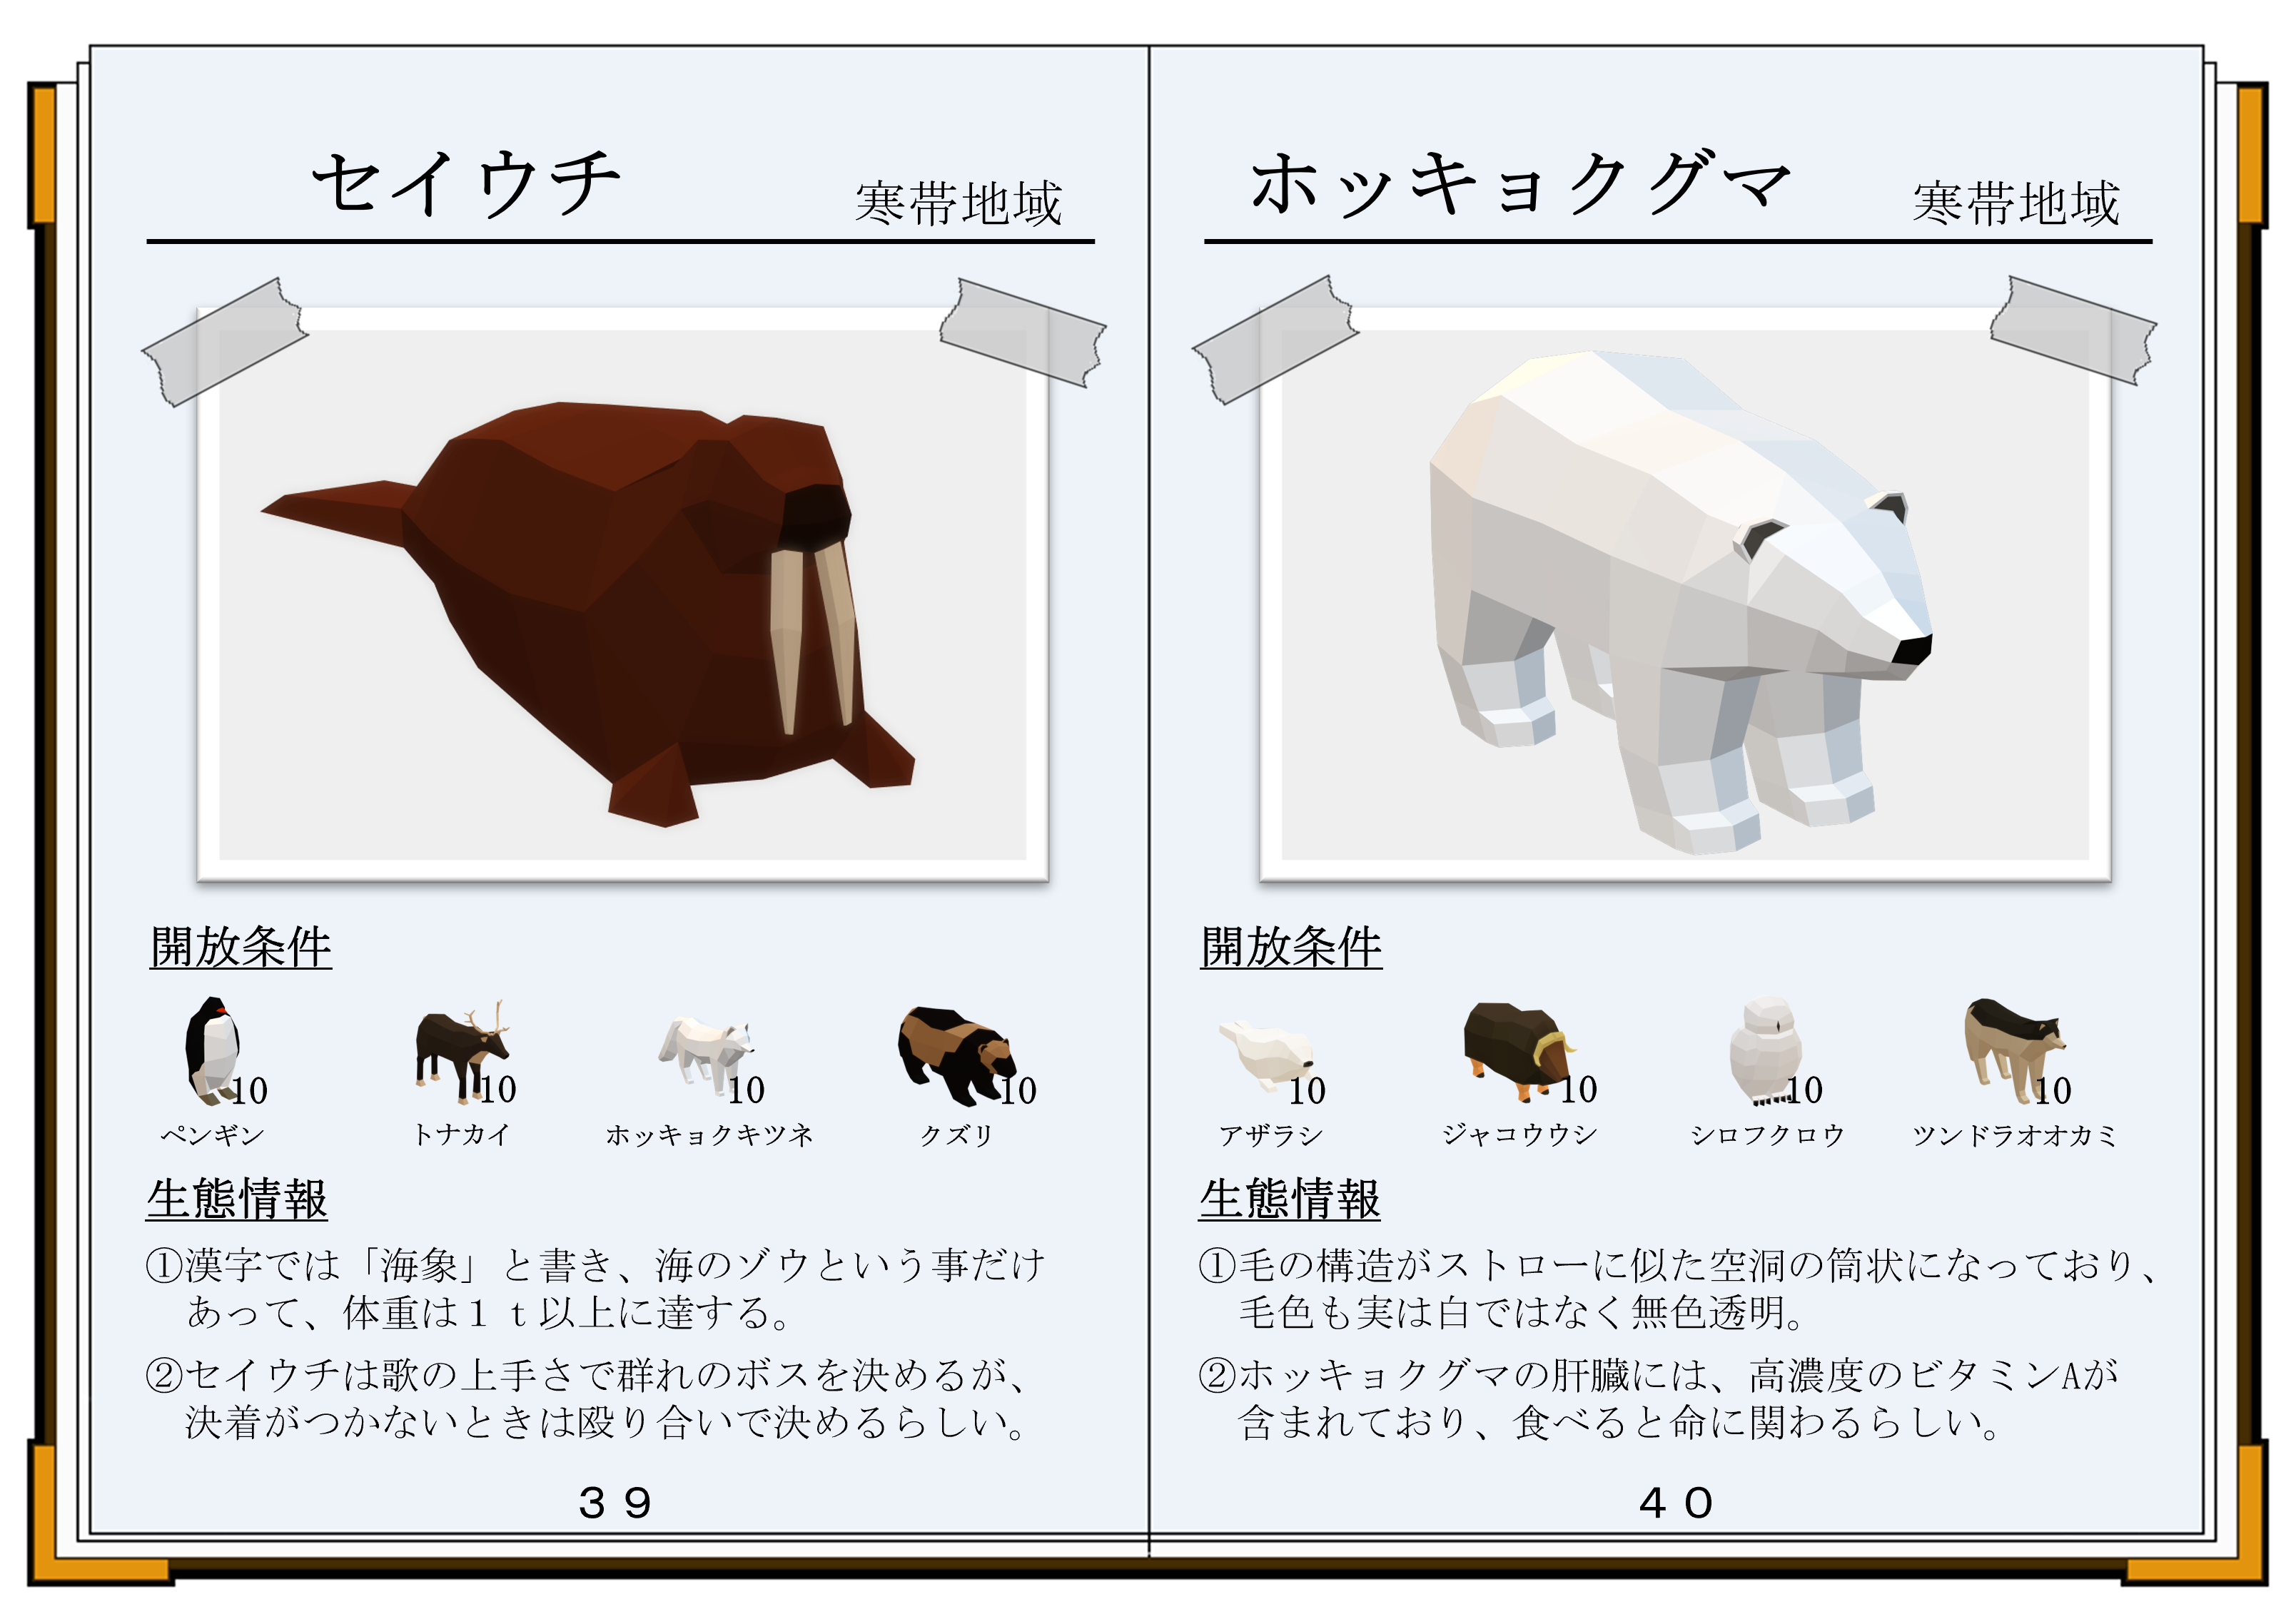 セイウチ 寒帯地域
開放条件
10 10 10 10
ペンギン トナカイ ホッキョクキツネ クズリ
生態情報
①漢字では「海象」と書き、海のゾウという事だけ
あって、体重は１ｔ以上に達する。
②セイウチは歌の上手さで群れのボスを決めるが、
決着がつかないときは殴り合いで決めるらしい。
３９
ホッキョクグマ 寒帯地域
開放条件
10 10 10 10
アザラシ ジャコウウシ シロフクロウ ツンドラオオカミ
生態情報
①毛の構造がストローに似た空洞の筒状になっており、
毛色も実は白ではなく無色透明。
②ホッキョクグマの肝臓には、高濃度のビタミンAが
含まれており、食べると命に関わるらしい。
４０